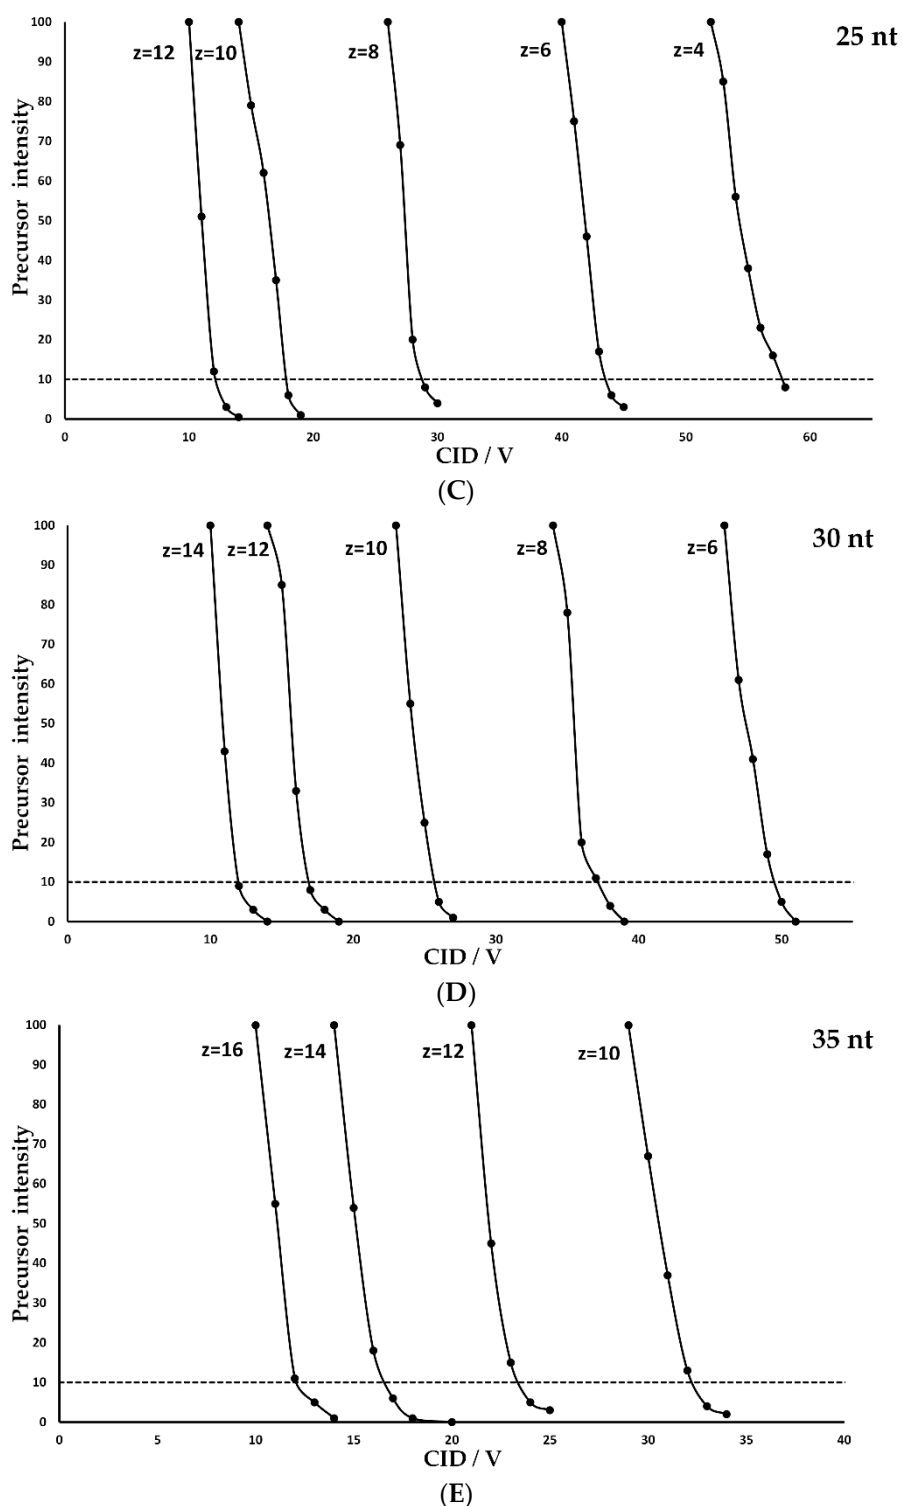 25 nt
z=12 z=10 z=8 z=6 z=4
Precursor intensity
100
90
80
70
60
50
40
30
20
10
0
0 10 20 30 40 50 60
CID / V
(C)
30 nt
z=14 z=12 z=10 z=8 z=6
Precursor intensity
100
90
80
70
60
50
40
30
20
10
0
0 10 20 30 40 50
CID / V
(D)
35 nt
z=16 z=14 z=12 z=10
Precursor intensity
100
90
80
70
60
50
40
30
20
10
0
0 5 10 15 20 25 30 35 40
CID / V
(E)